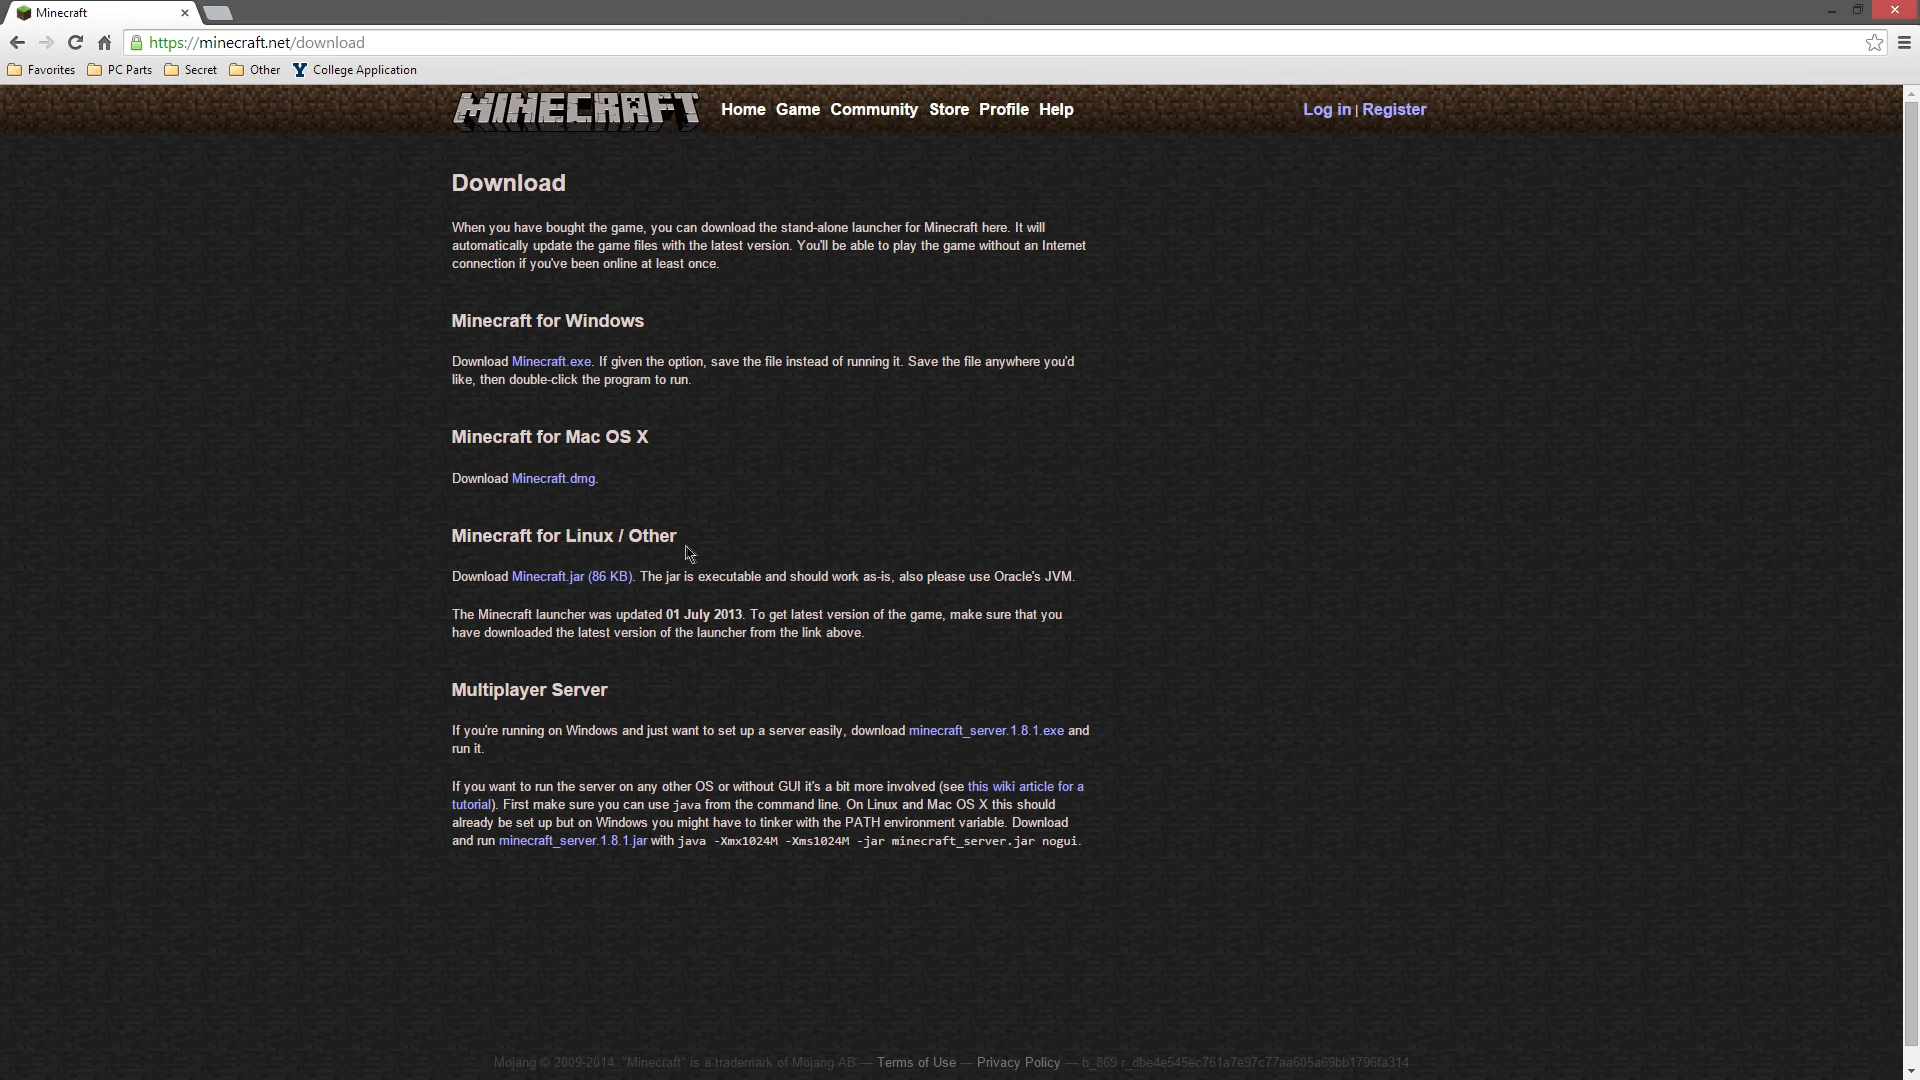 Minecraft
https://minecraft.net/download
Favorites PC Parts Secret Other College Application
MINECRAFT Home Game Community Store Profile Help Log in | Register
Download
When you have bought the game, you can download the stand-alone launcher for Minecraft here. It will
automatically update the game files with the latest version. You'll be able to play the game without an Internet
connection if you've been online at least once.
Minecraft for Windows
Download Minecraft.exe. If given the option, save the file instead of running it. Save the file anywhere you'd
like, then double-click the program to run.
Minecraft for Mac OS X
Download Minecraft.dmg.
Minecraft for Linux / Other
Download Minecraft.jar (86 KB). The jar is executable and should work as-is, also please use Oracle's JVM.
The Minecraft launcher was updated 01 July 2013. To get latest version of the game, make sure that you
have downloaded the latest version of the launcher from the link above.
Multiplayer Server
If you're running on Windows and just want to set up a server easily, download minecraft_server.1.8.1.exe and
run it.
If you want to run the server on any other OS or without GUI it's a bit more involved (see this wiki article for a
tutorial). First make sure you can use java from the command line. On Linux and Mac OS X this should
already be set up but on Windows you might have to tinker with the PATH environment variable. Download
and run minecraft_server.1.8.1.jar with java -Xmx1024M -Xms1024M -jar minecraft_server.jar nogui.
Mojang © 2009-2014. "Minecraft" is a trademark of Mojang AB — Terms of Use — Privacy Policy — b_869 r_dbe4e545ec761a7e97c77aa605a69bb1796fa314